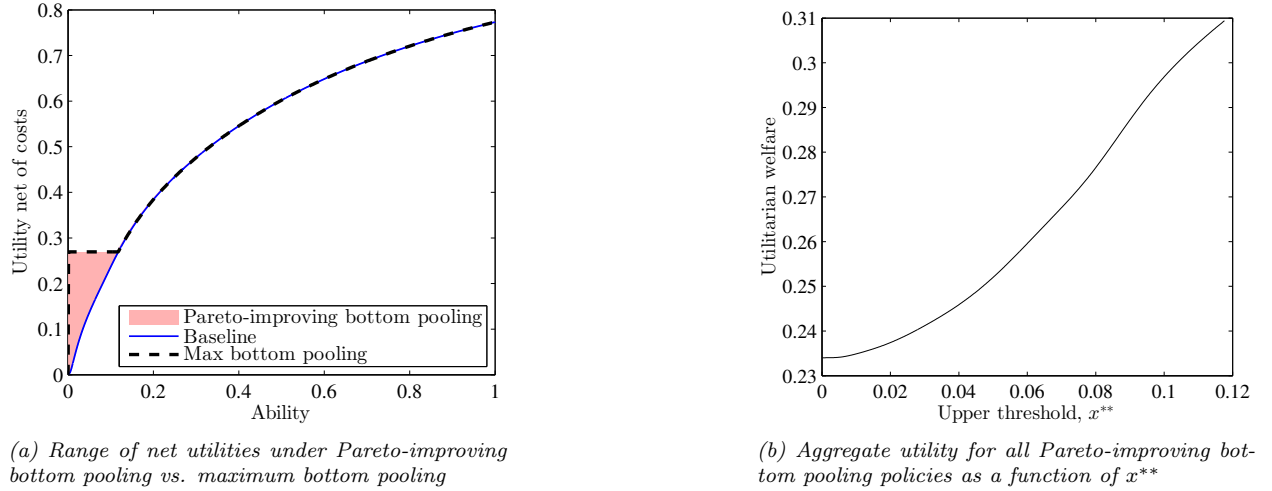 0.8
0.7
0.6
0.5
0.4
0.3
0.2
0.1
0
Utility net of costs
Pareto-improving bottom pooling
Baseline
Max bottom pooling
0 0.2 0.4 0.6 0.8 1
Ability
(a) Range of net utilities under Pareto-improving
bottom pooling vs. maximum bottom pooling
0.31
0.3
0.29
0.28
0.27
0.26
0.25
0.24
0.23
Utilitarian welfare
0 0.02 0.04 0.06 0.08 0.1 0.12
Upper threshold, x**
(b) Aggregate utility for all Pareto-improving bot-
tom pooling policies as a function of x**